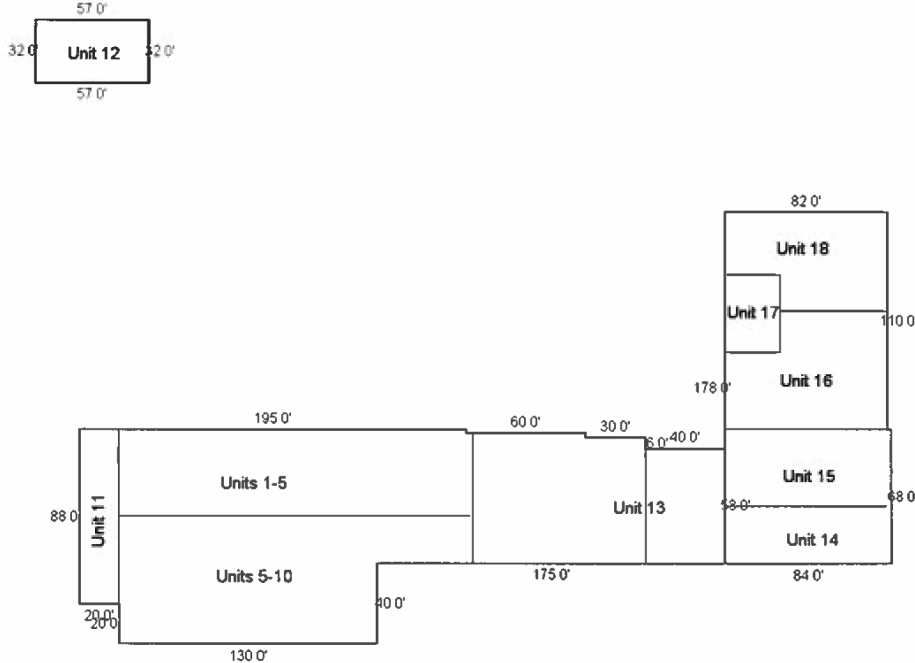 57 0'
32 0'
Unit 12
32 0'
57 0'
82 0'
Unit 18
Unit 17
110 0
Unit 16
178 0'
195 0'
60 0'
30 0'
6 0'
40 0'
Units 1-5
Unit 15
88 0
Unit 11
Unit 13
58 0'
68 0
Unit 14
Units 5-10
175 0'
84 0'
40 0'
20 0'
20 0
130 0'